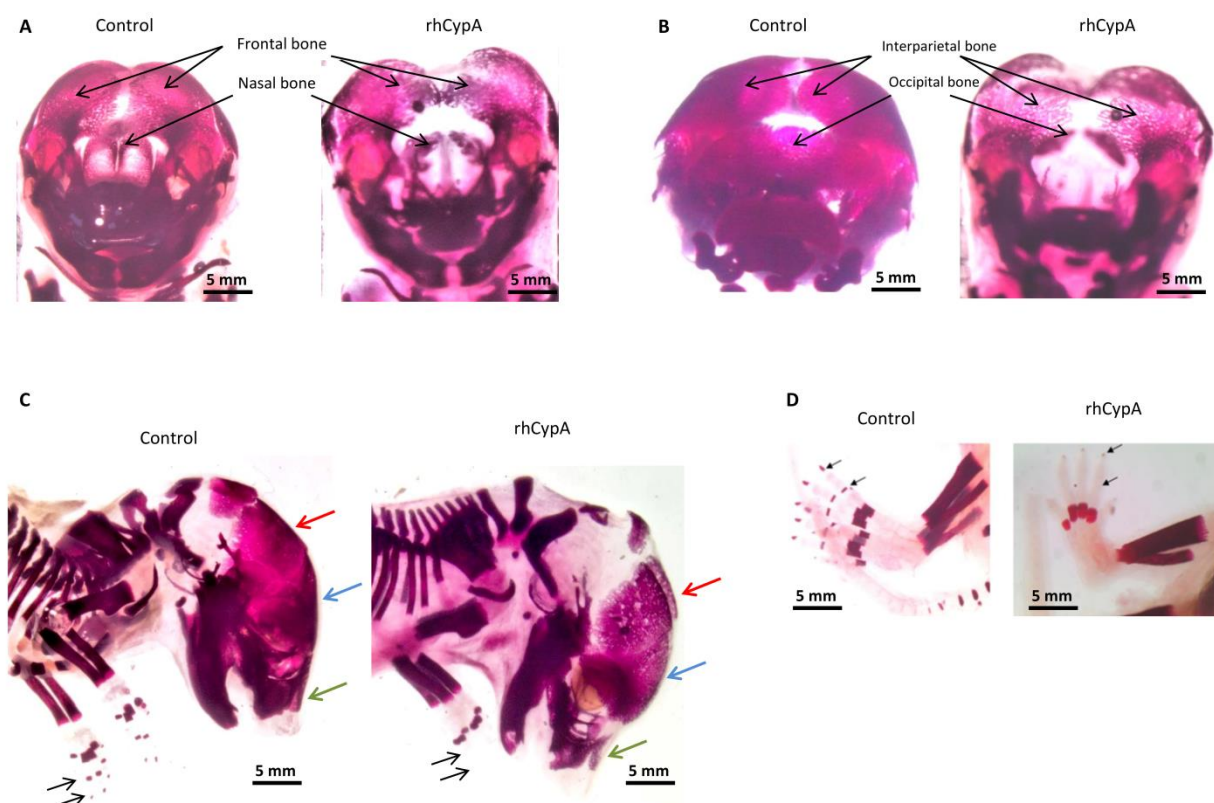 A
Control
rhCypA
Frontal bone
Nasal bone
5 mm
5 mm
B
Control
rhCypA
Interparietal bone
Occipital bone
5 mm
5 mm
C
Control
rhCypA
5 mm
5 mm
D
Control
rhCypA
5 mm
5 mm